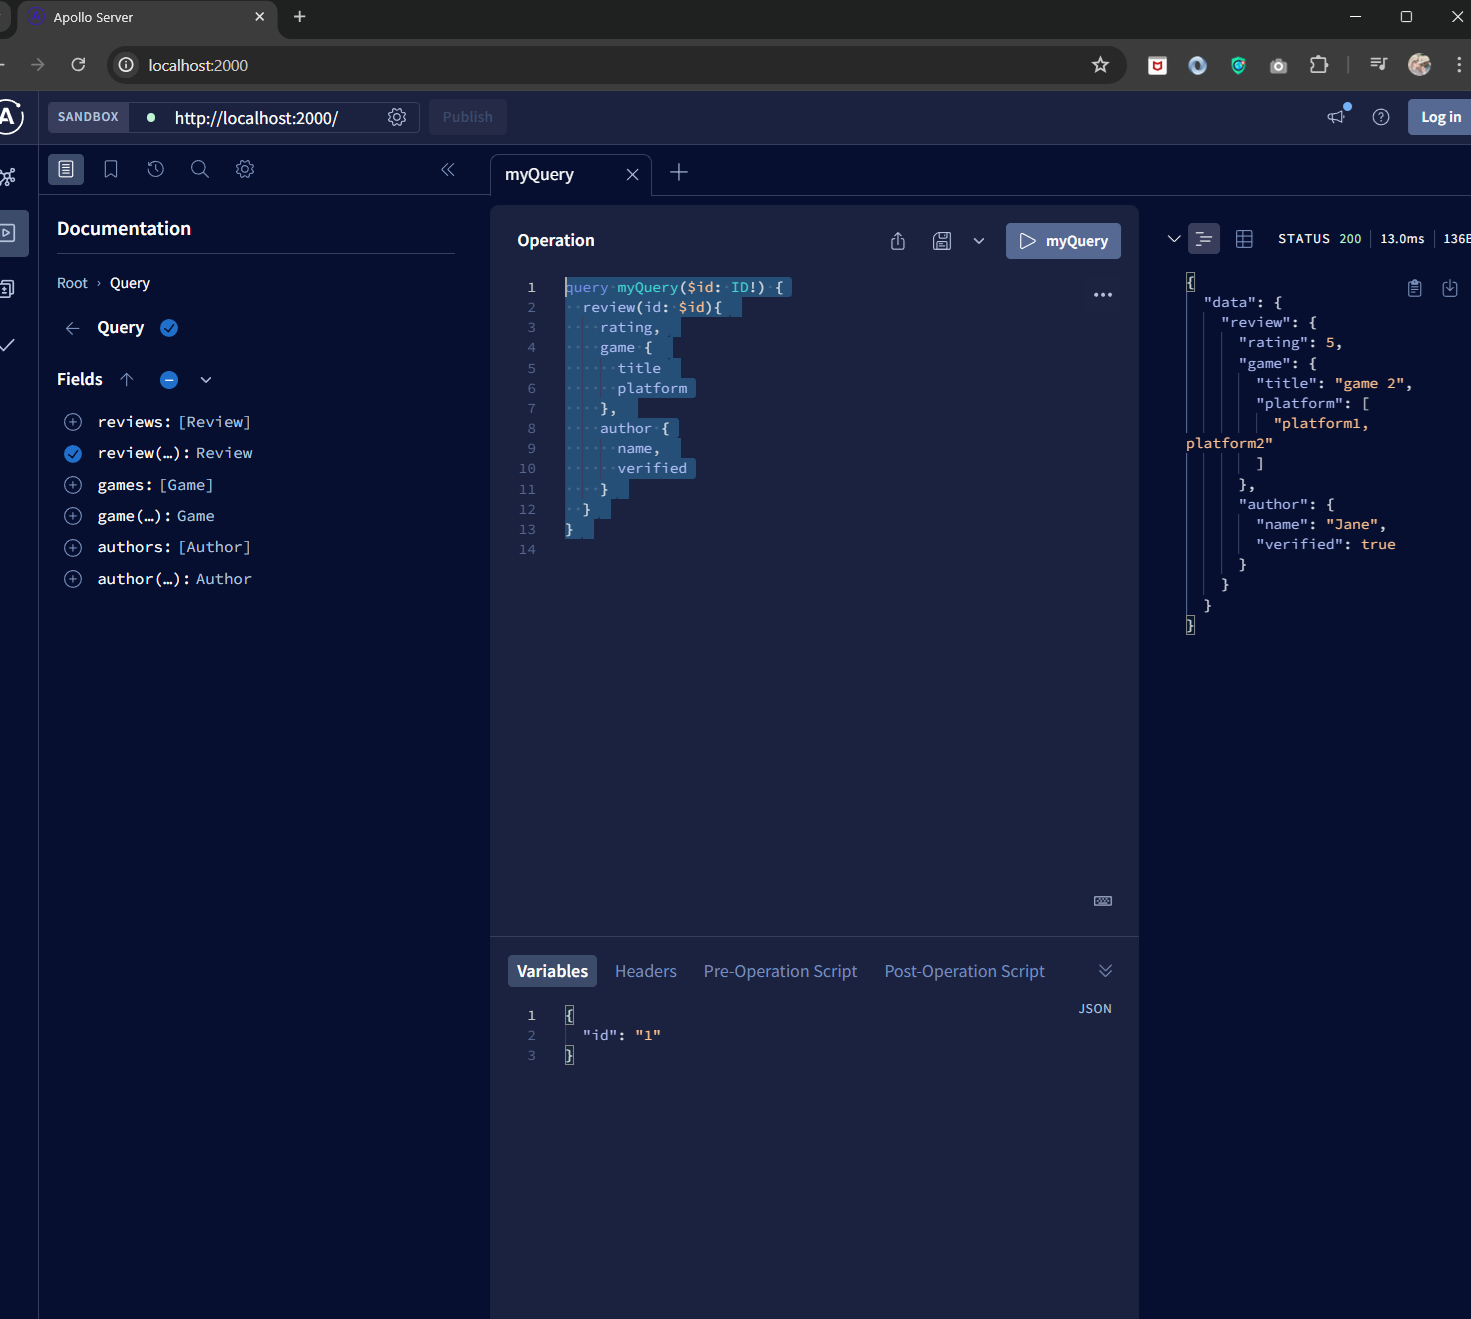 Apollo Server
localhost:2000
SANDBOX
http://localhost:2000/
Publish
Log in
myQuery
Documentation
Root › Query
Query
Fields
reviews: [Review]
review(…): Review
games: [Game]
game(…): Game
authors: [Author]
author(…): Author
Operation
myQuery
1 query myQuery($id: ID!) {
2 review(id: $id){
3 rating,
4 game {
5 title
6 platform
7 },
8 author {
9 name,
10 verified
11 }
12 }
13 }
14
Variables Headers Pre-Operation Script Post-Operation Script
JSON
1 {
2 "id": "1"
3 }
STATUS 200 13.0ms 136B
{
"data": {
"review": {
"rating": 5,
"game": {
"title": "game 2",
"platform": [
"platform1,
platform2"
]
},
"author": {
"name": "Jane",
"verified": true
}
}
}
}